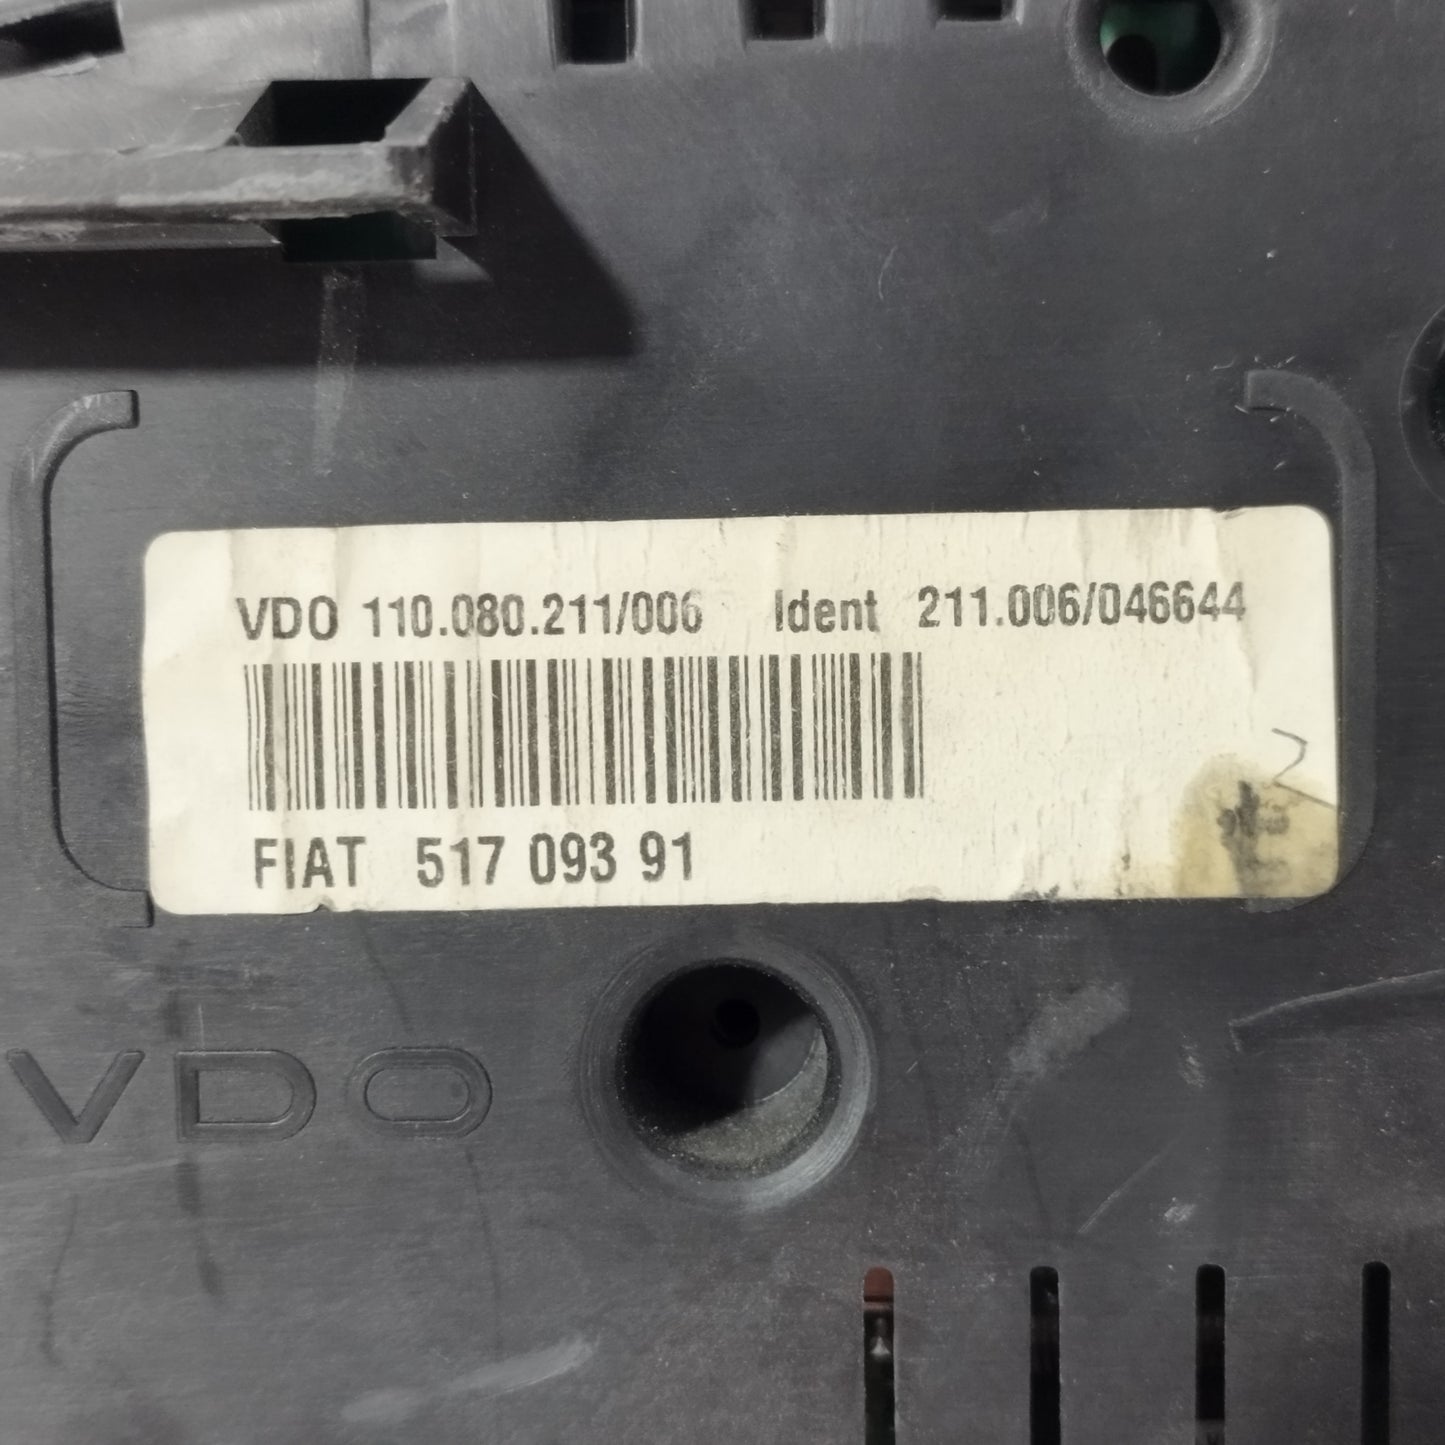 VDO 110.080.211/006 Ident 211.006/046644
FIAT 517 093 91
VDO